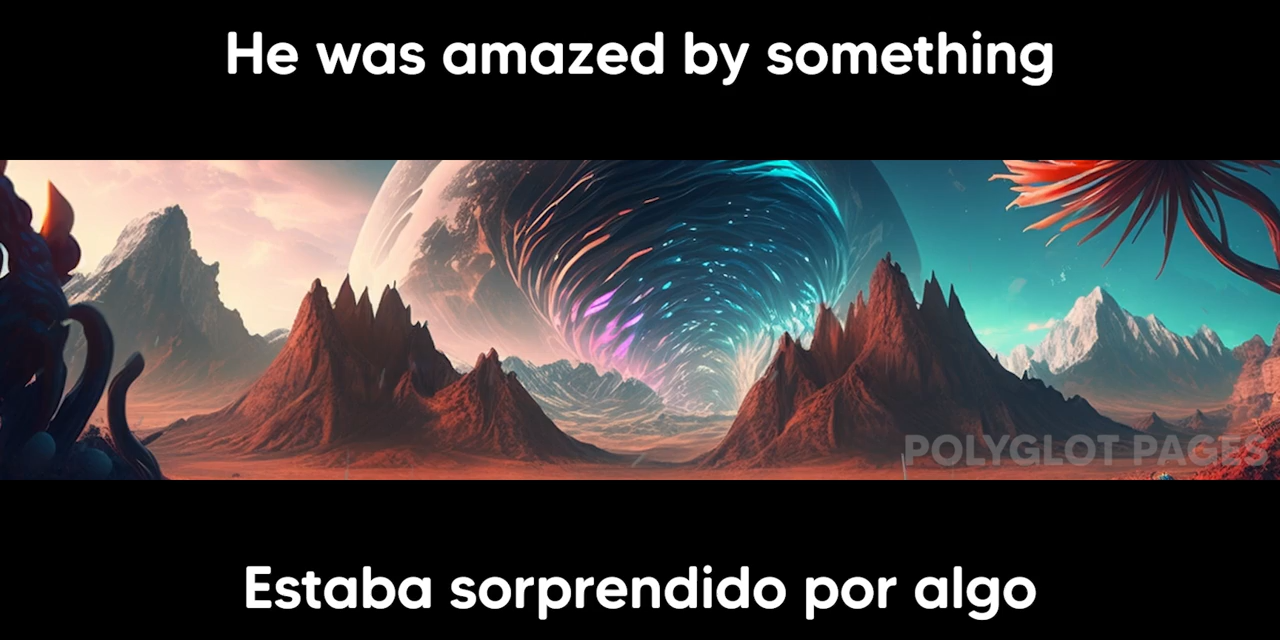 He was amazed by something
POLYGLOT PAGES
Estaba sorprendido por algo